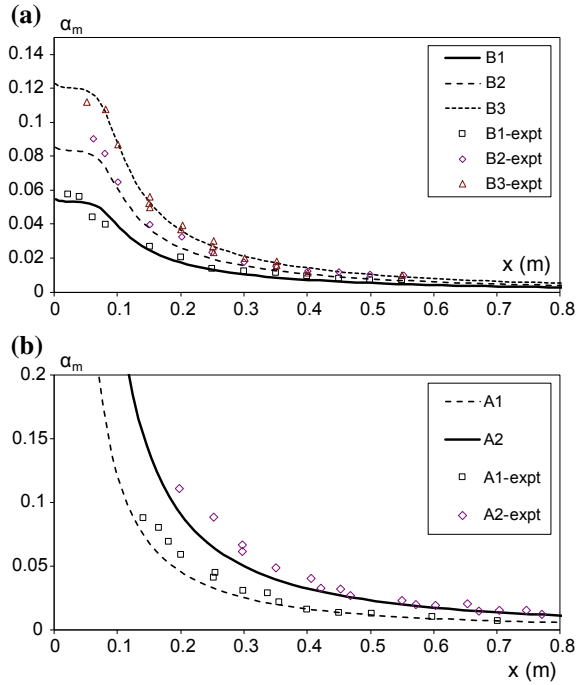 (a)
αm
0.14
0.12
0.1
0.08
0.06
0.04
0.02
0
B1
B2
B3
B1-expt
B2-expt
B3-expt
x (m)
0 0.1 0.2 0.3 0.4 0.5 0.6 0.7 0.8
(b)
αm
0.2
0.15
0.1
0.05
0
A1
A2
A1-expt
A2-expt
0 0.1 0.2 0.3 0.4 0.5 0.6 0.7 0.8
x (m)